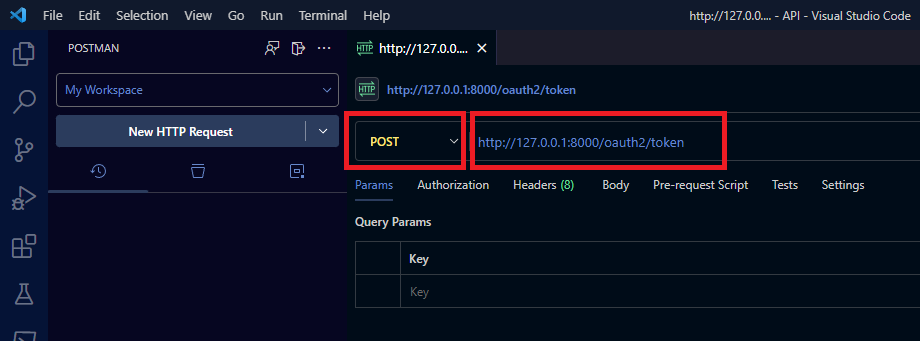 File Edit Selection View Go Run Terminal Help http://127.0.0.... - API - Visual Studio Code
POSTMAN
HTTP http://127.0.0....
My Workspace
HTTP http://127.0.0.1:8000/oauth2/token
New HTTP Request
POST http://127.0.0.1:8000/oauth2/token
Params Authorization Headers (8) Body Pre-request Script Tests Settings
Query Params
Key
Key